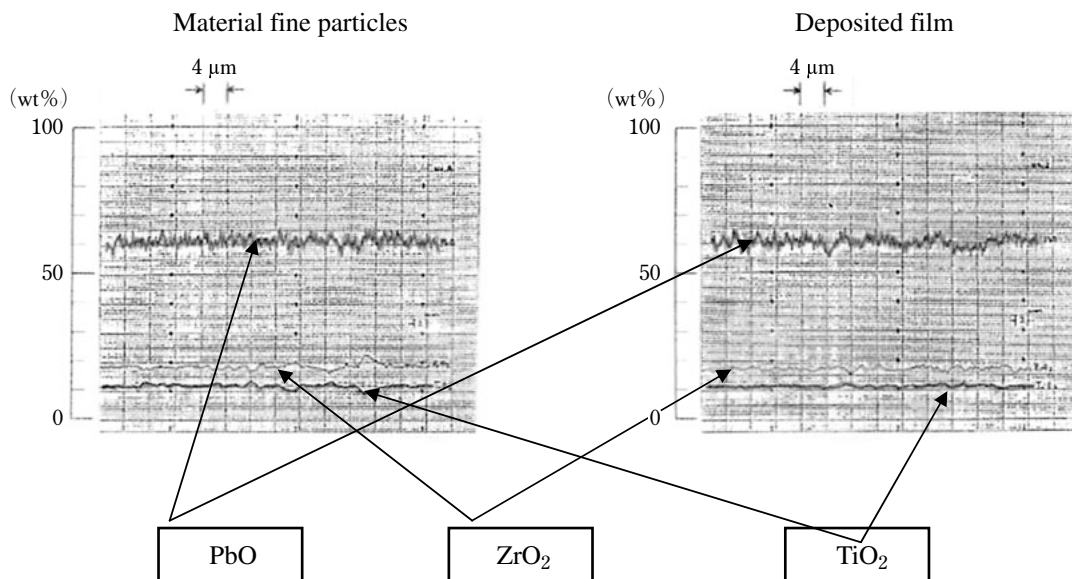 Material fine particles
Deposited film
4 μm
4 μm
(wt%)
(wt%)
100
100
50
50
0
0
PbO
ZrO₂
TiO₂